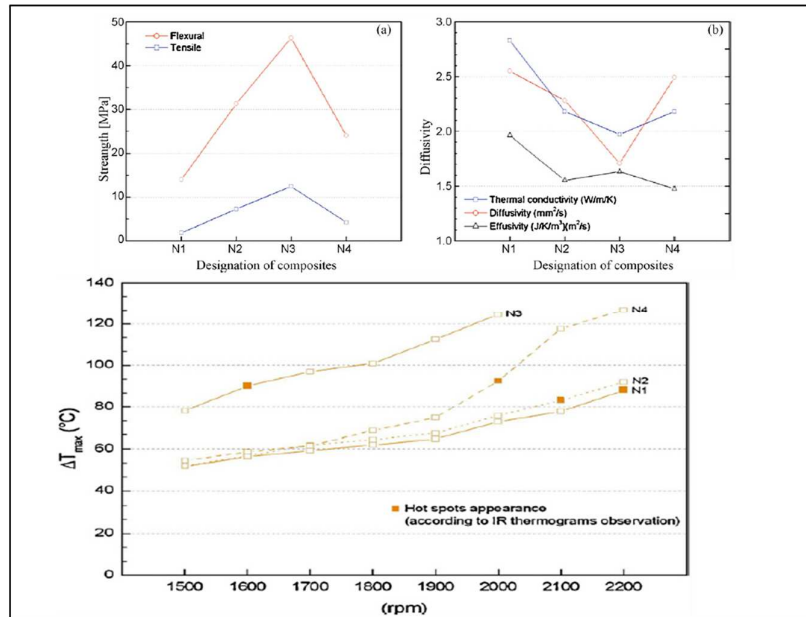 (a)
Flexural
Tensile
50
40
30
20
10
0
Streangth [MPa]
N1 N2 N3 N4
Designation of composites
(b)
3.0
2.5
2.0
1.5
1.0
Diffusivity
Thermal conductivity (W/m/K)
Diffusivity (mm²/s)
Effusivity (J/K/m³)(m²/s)
N1 N2 N3 N4
Designation of composites
140
120
100
80
60
40
20
0
ΔTmax (°C)
N3
N4
N2
N1
Hot spots appearance
(according to IR thermograms observation)
1500 1600 1700 1800 1900 2000 2100 2200
(rpm)